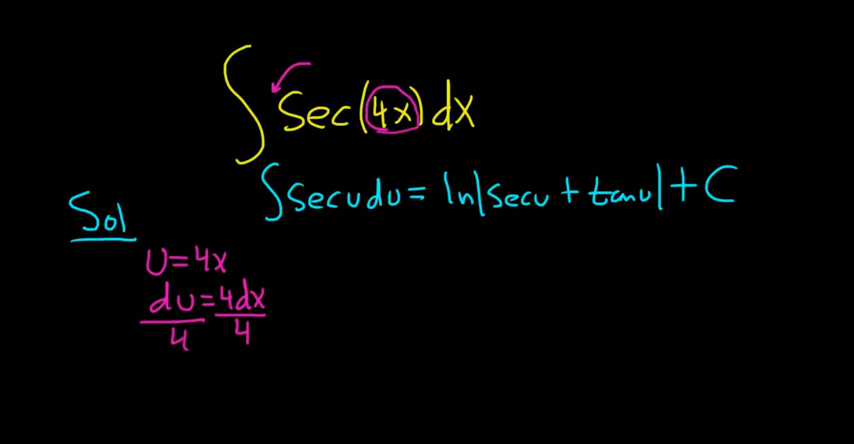 ∫ Sec(4x) dx
∫ secu du = ln|secu + tanu| + C
Sol
U = 4x
du = 4dx
4 4